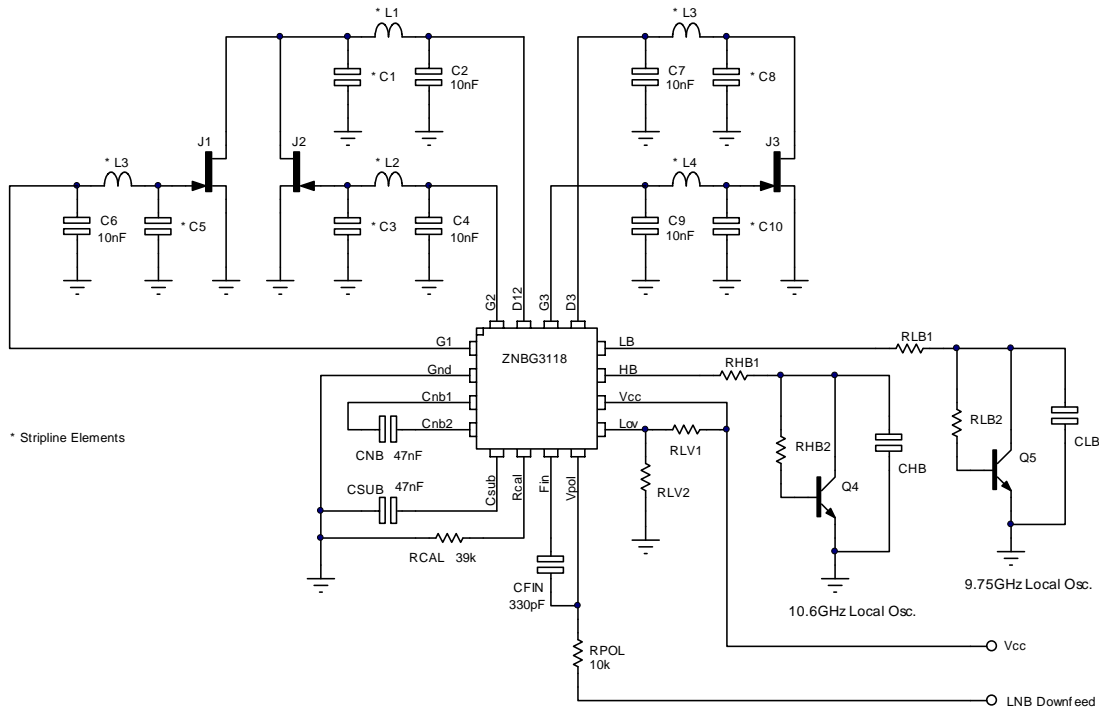 * L1
* L3
* C1
C2
10nF
C7
10nF
* C8
J1
J2
J3
* L3
* L2
* L4
C6
10nF
* C5
* C3
C4
10nF
C9
10nF
* C10
G2
D12
G3
D3
G1
Gnd
Cnb1
Cnb2
ZNBG3118
LB
HB
Vcc
Lov
Csub
Rcal
Fin
Vpol
RLB1
RHB1
RLB2
CLB
Q5
RHB2
CHB
Q4
RLV1
RLV2
* Stripline Elements
CNB 47nF
CSUB 47nF
RCAL 39k
CFIN
330pF
9.75GHz Local Osc.
10.6GHz Local Osc.
RPOL
10k
Vcc
LNB Downfeed